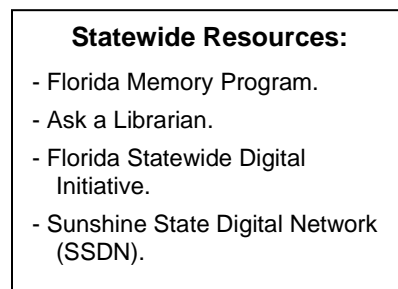 Statewide Resources:
- Florida Memory Program.
- Ask a Librarian.
- Florida Statewide Digital
Initiative.
- Sunshine State Digital Network
(SSDN).